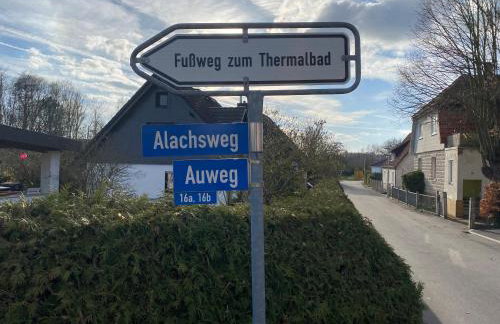 Fußweg zum Thermalbad
Alachsweg
Auweg
16a, 16b